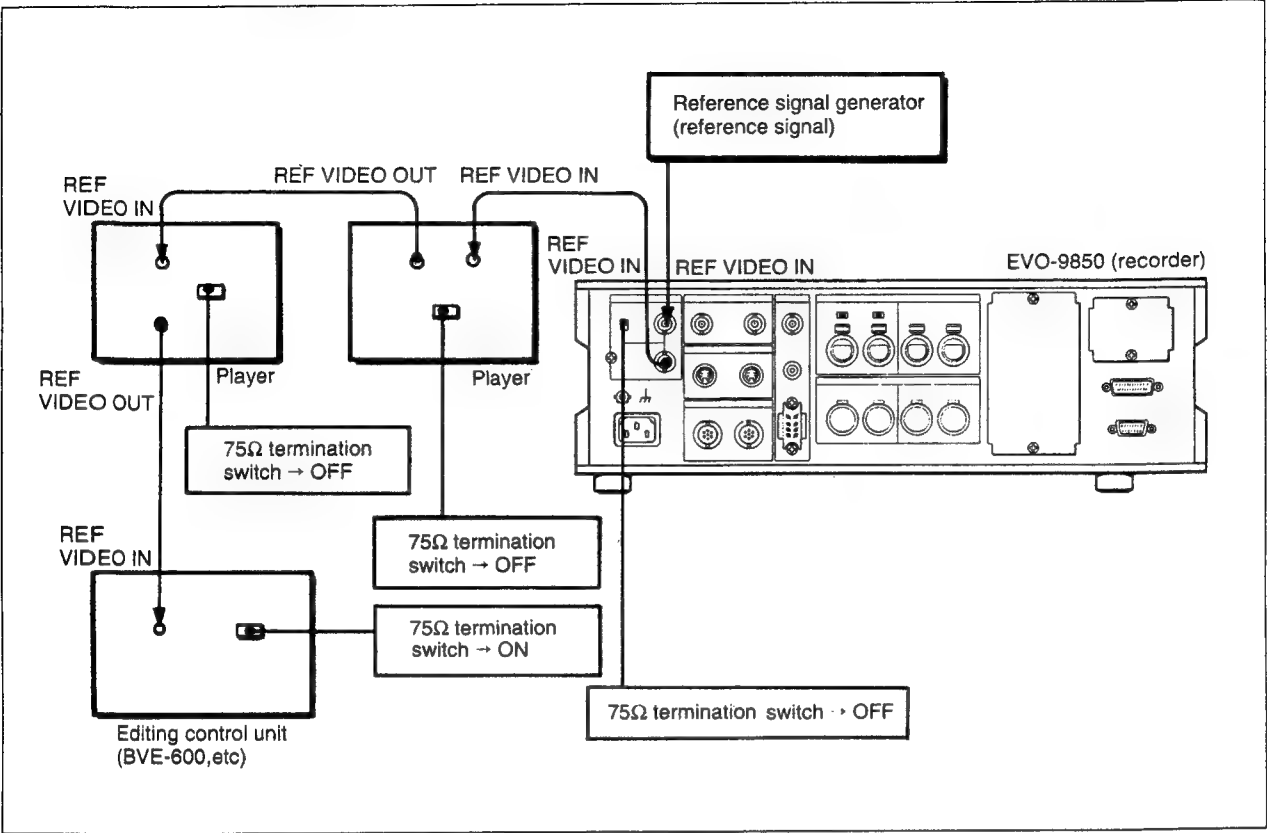 Reference signal generator
(reference signal)
REF VIDEO OUT
REF VIDEO IN
REF
VIDEO IN
REF
VIDEO IN
REF VIDEO IN
EVO-9850 (recorder)
Player
Player
REF
VIDEO OUT
75Ω termination
switch → OFF
75Ω termination
switch → OFF
REF
VIDEO IN
75Ω termination
switch → ON
75Ω termination switch → OFF
Editing control unit
(BVE-600,etc)